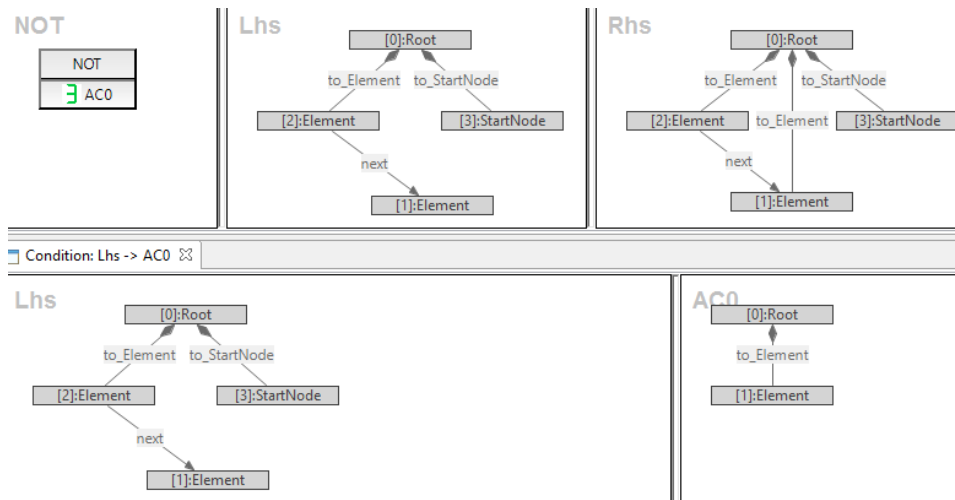 NOT
NOT
∃ AC0
Lhs
[0]:Root
to_Element
to_StartNode
[2]:Element
[3]:StartNode
next
[1]:Element
Rhs
[0]:Root
to_Element
to_StartNode
[2]:Element
to_Element
[3]:StartNode
next
[1]:Element
Condition: Lhs -> AC0
Lhs
[0]:Root
to_Element
to_StartNode
[2]:Element
[3]:StartNode
next
[1]:Element
AC0
[0]:Root
to_Element
[1]:Element